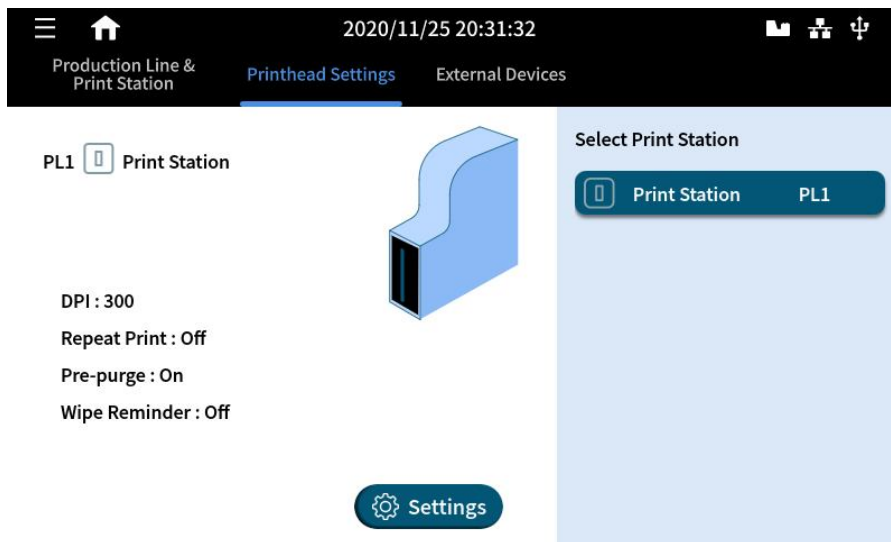 2020/11/25 20:31:32
Production Line &
Print Station
Printhead Settings
External Devices
PL1 Print Station
DPI : 300
Repeat Print : Off
Pre-purge : On
Wipe Reminder : Off
Settings
Select Print Station
Print Station PL1